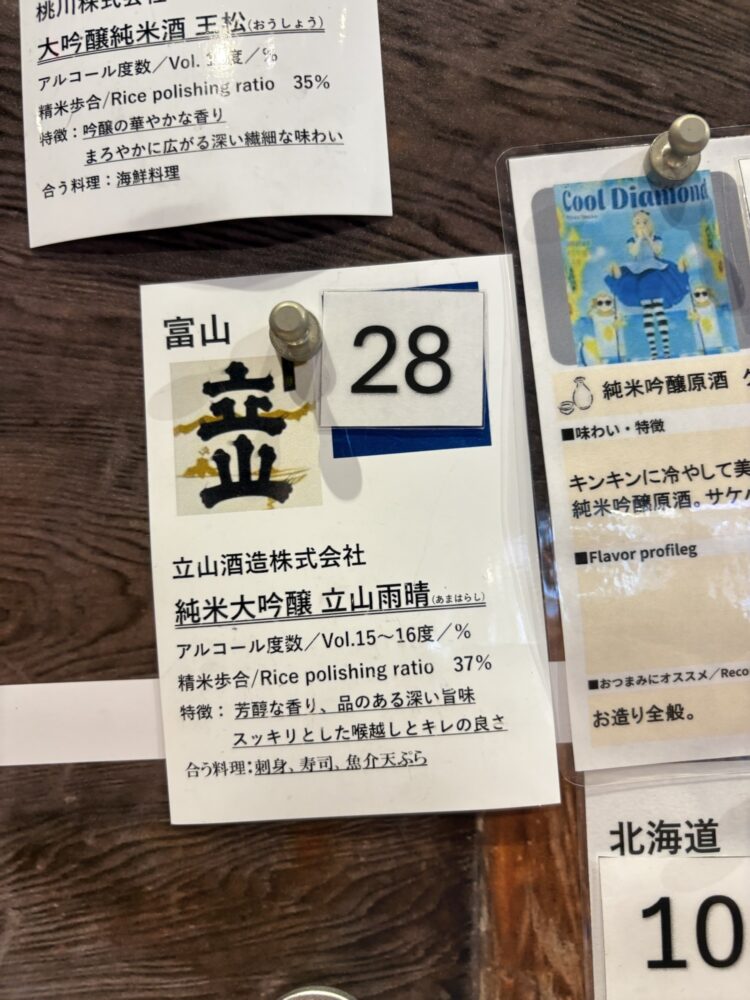 桃川株式会社
大吟醸純米酒 王松(おうしょう)
アルコール度数／Vol. 度／%
精米歩合/Rice polishing ratio 35%
特徴：吟醸の華やかな香り
まろやかに広がる深い繊細な味わい
合う料理：海鮮料理
富山
28
立山
立山酒造株式会社
純米大吟醸 立山雨晴(あまはらし)
アルコール度数／Vol.15～16度／%
精米歩合/Rice polishing ratio 37%
特徴： 芳醇な香り、品のある深い旨味
スッキリとした喉越しとキレの良さ
合う料理：刺身、寿司、魚介天ぷら
Cool Diamond
純米吟醸原酒
■味わい・特徴
キンキンに冷やして美
純米吟醸原酒。サケハ
■Flavor profileg
■おつまみにオススメ／Reco
お造り全般。
北海道
10